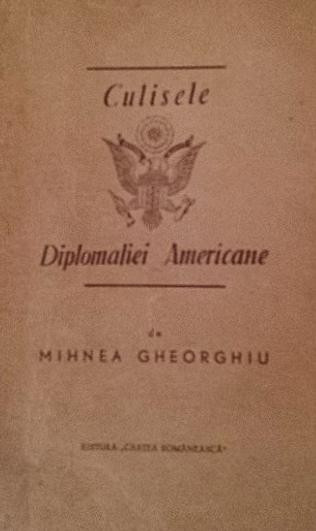 Culisele
Diplomației Americane
de
MIHNEA GHEORGHIU
EDITURA „CARTEA ROMÂNEASCĂ"